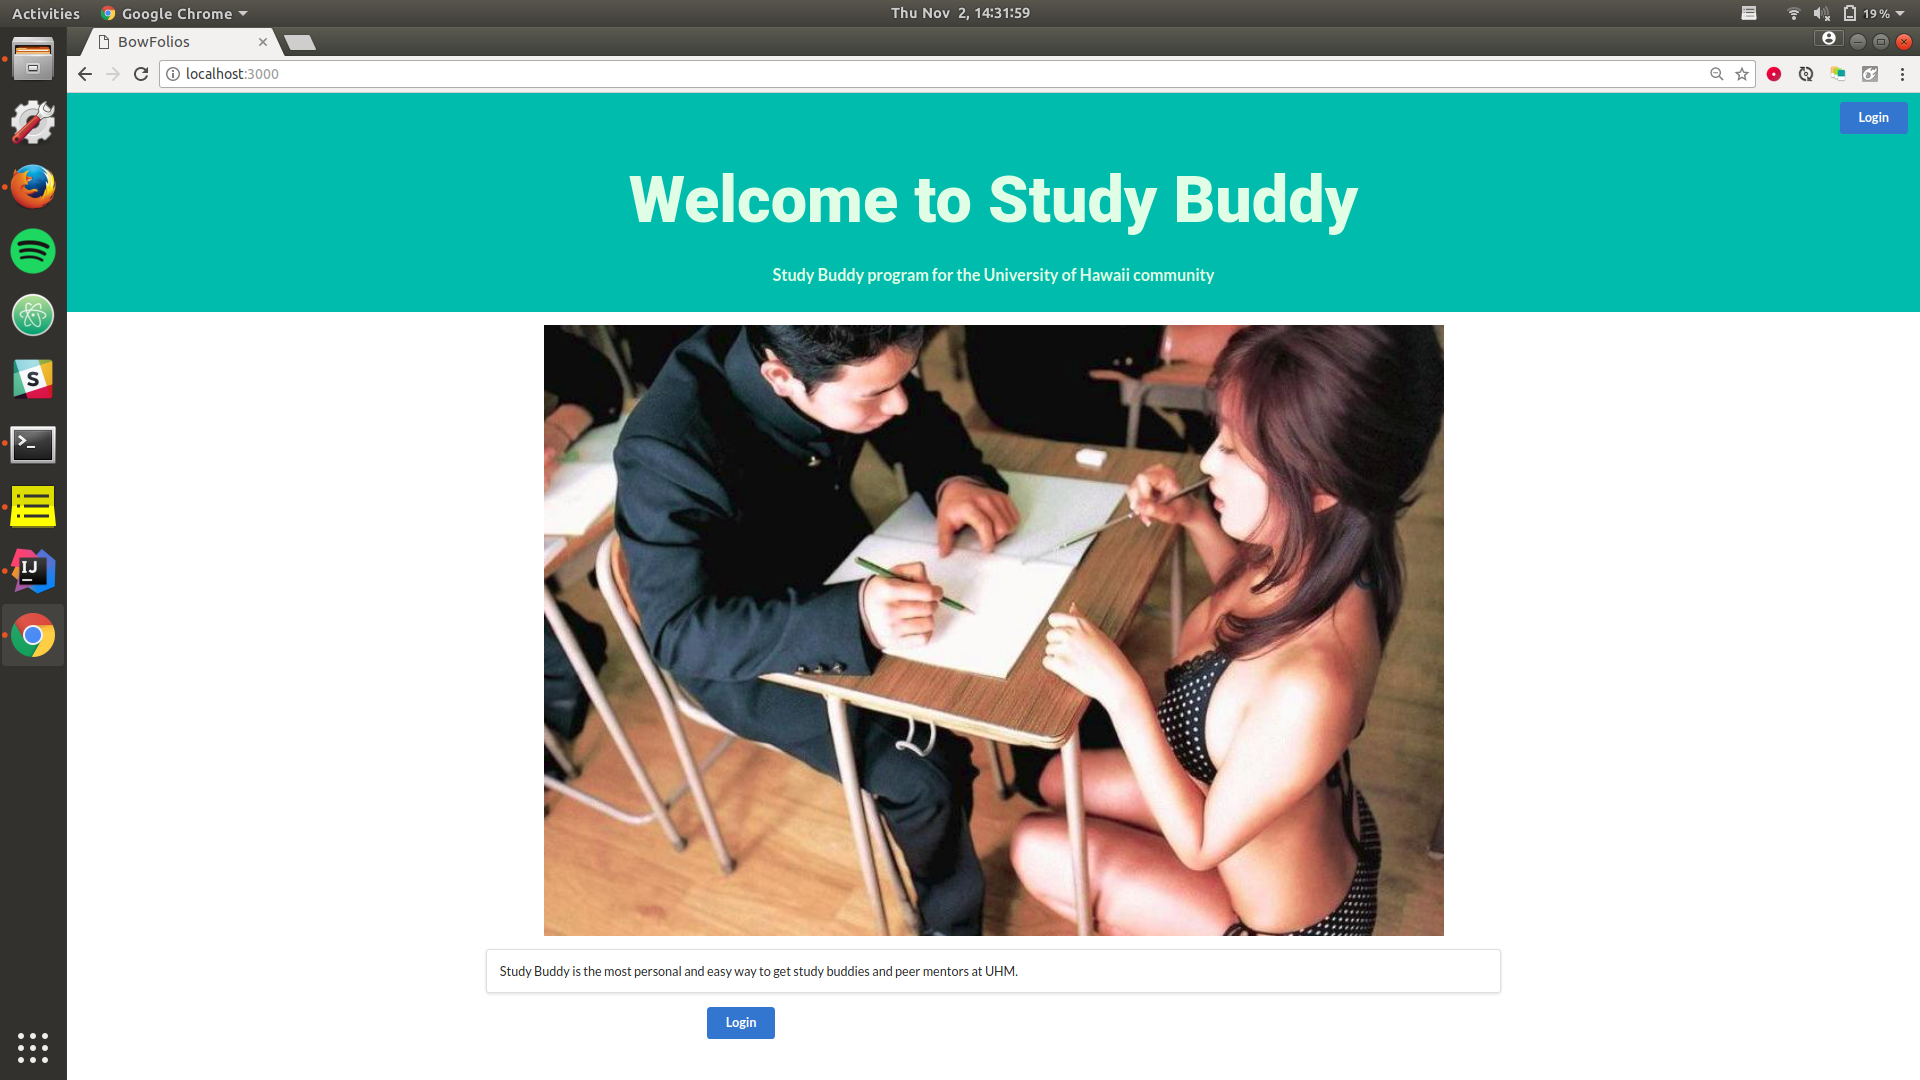 Activities
Google Chrome
Thu Nov 2, 14:31:59
19%
BowFolios
localhost:3000
Login
Welcome to Study Buddy
Study Buddy program for the University of Hawaii community
S
>_
IJ
Study Buddy is the most personal and easy way to get study buddies and peer mentors at UHM.
Login